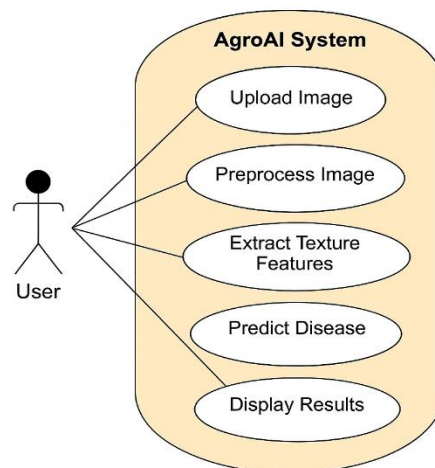 AgroAI System
Upload Image
Preprocess Image
Extract Texture
Features
Predict Disease
Display Results
User